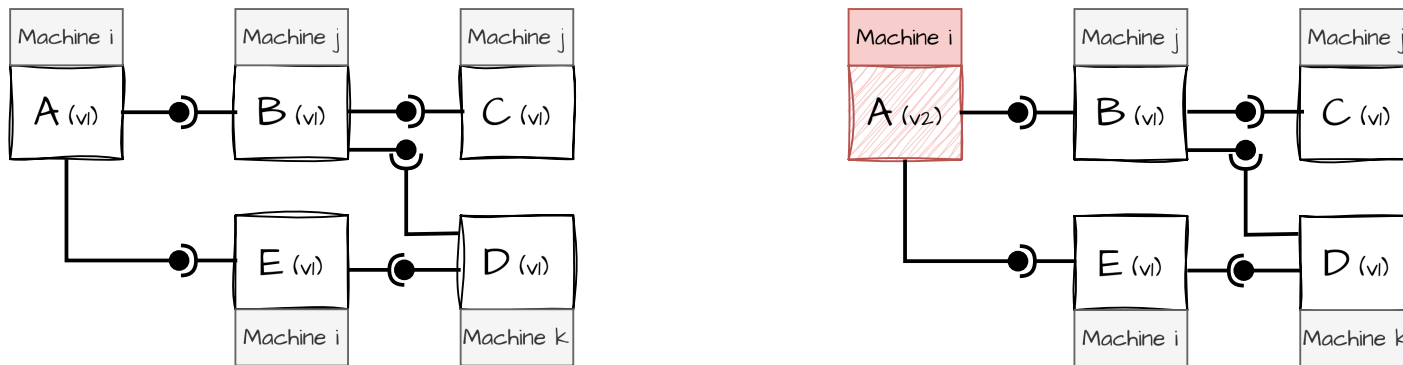 Machine i
Machine j
Machine j
A (v1)
B (v1)
C (v1)
E (v1)
D (v1)
Machine i
Machine k
Machine i
Machine j
Machine j
A (v2)
B (v1)
C (v1)
E (v1)
D (v1)
Machine i
Machine k